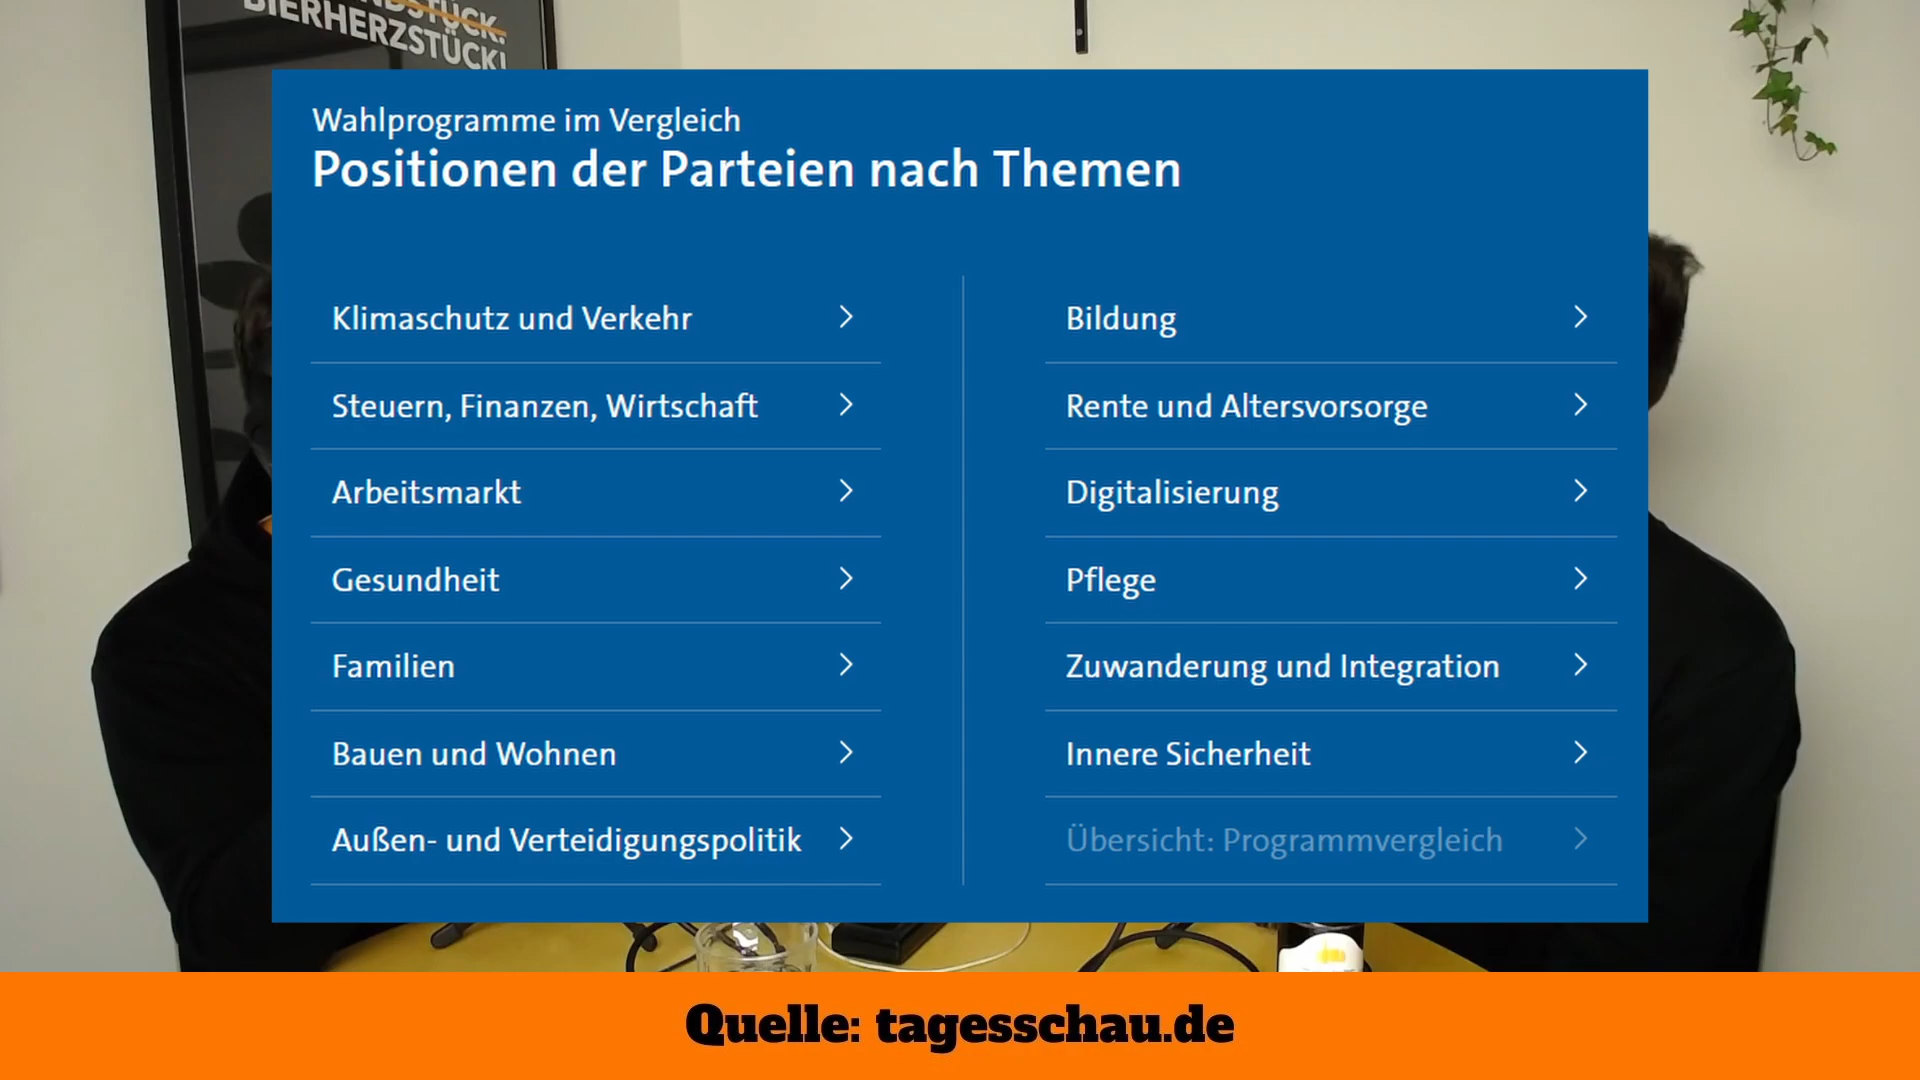 BIERHERZSTÜCK!
Wahlprogramme im Vergleich
Positionen der Parteien nach Themen
Klimaschutz und Verkehr
Steuern, Finanzen, Wirtschaft
Arbeitsmarkt
Gesundheit
Familien
Bauen und Wohnen
Außen- und Verteidigungspolitik
Bildung
Rente und Altersvorsorge
Digitalisierung
Pflege
Zuwanderung und Integration
Innere Sicherheit
Übersicht: Programmvergleich
Quelle: tagesschau.de